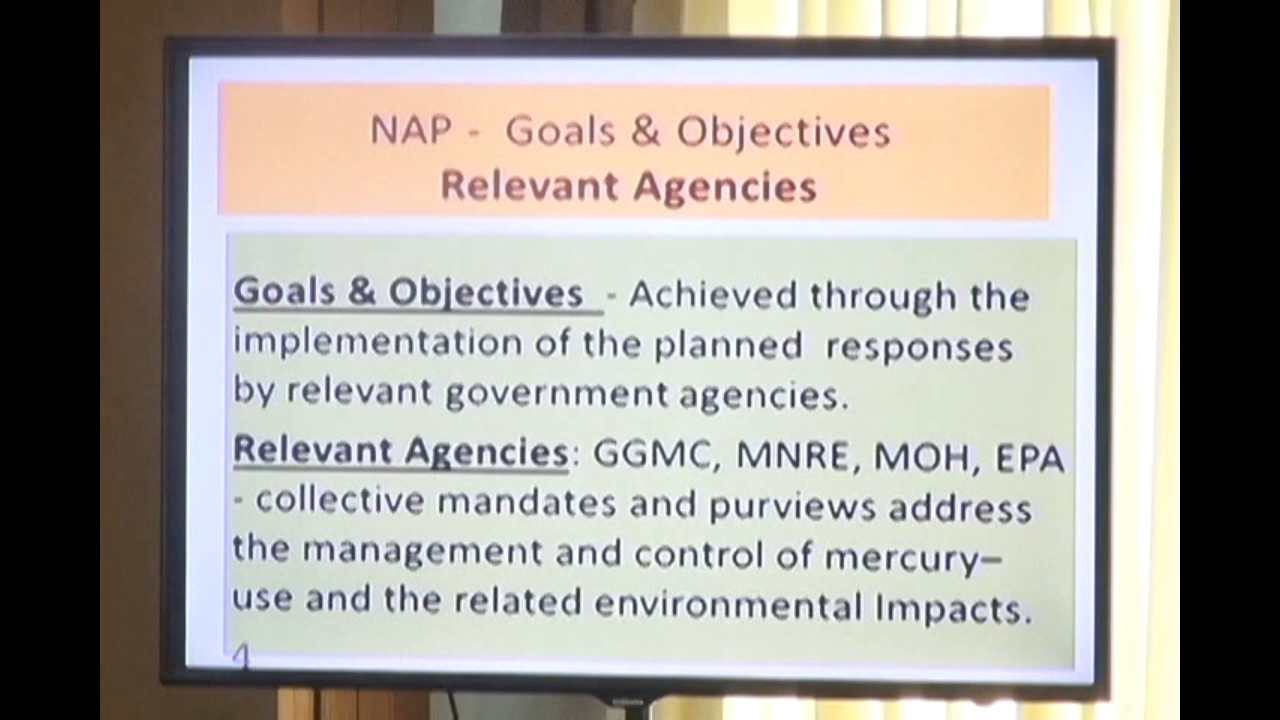 NAP - Goals & Objectives
Relevant Agencies
Goals & Objectives - Achieved through the
implementation of the planned responses
by relevant government agencies.
Relevant Agencies: GGMC, MNRE, MOH, EPA
- collective mandates and purviews address
the management and control of mercury–
use and the related environmental Impacts.
4